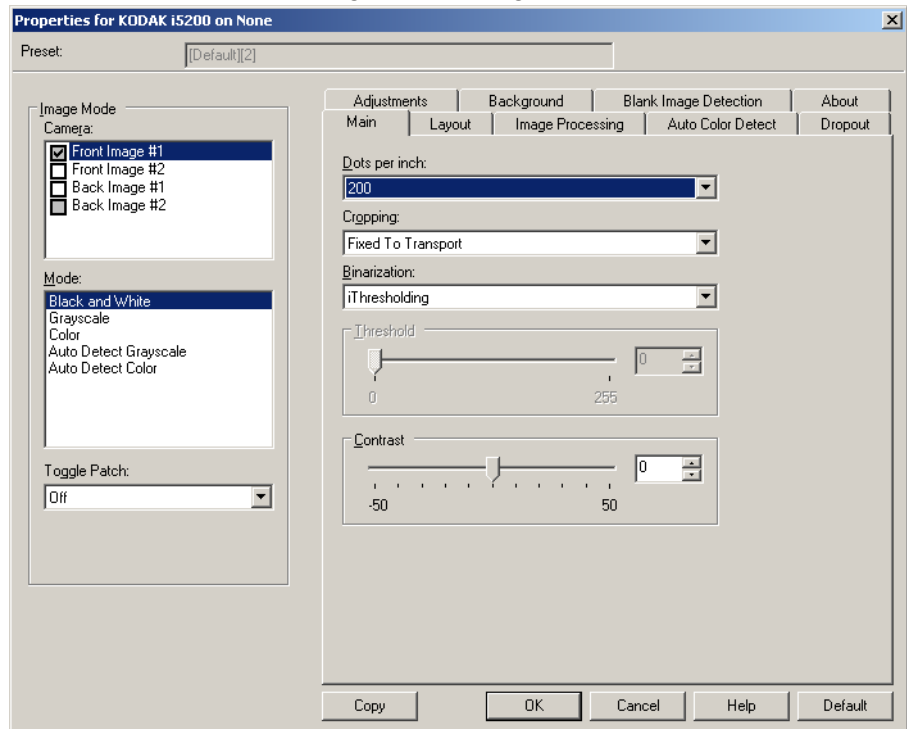 Properties for KODAK i5200 on None
Preset:
[Default][2]
Image Mode
Camera:
Front Image #1
Front Image #2
Back Image #1
Back Image #2
Mode:
Black and White
Grayscale
Color
Auto Detect Grayscale
Auto Detect Color
Toggle Patch:
Off
Adjustments Background Blank Image Detection About
Main Layout Image Processing Auto Color Detect Dropout
Dots per inch:
200
Cropping:
Fixed To Transport
Binarization:
iThresholding
Threshold
0
0 255
Contrast
0
-50 50
Copy OK Cancel Help Default